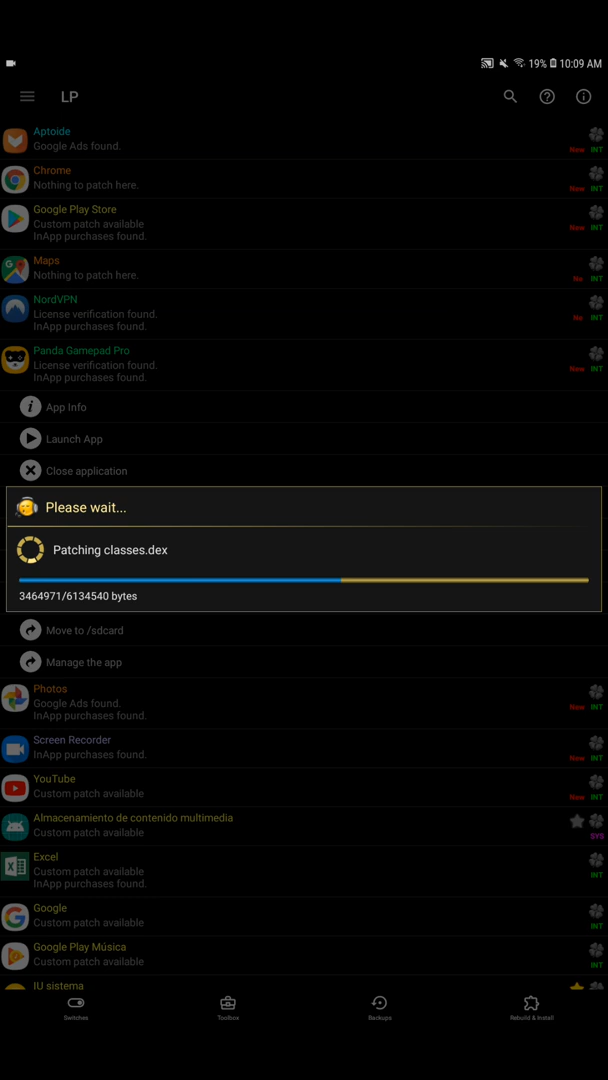 19% 10:09 AM
LP
Aptoide
Google Ads found.
New INT
Chrome
Nothing to patch here.
New INT
Google Play Store
Custom patch available
InApp purchases found.
New INT
Maps
Nothing to patch here.
Ne INT
NordVPN
License verification found.
InApp purchases found.
Ne INT
Panda Gamepad Pro
License verification found.
InApp purchases found.
New INT
App Info
Launch App
Close application
Please wait...
Patching classes.dex
3464971/6134540 bytes
Move to /sdcard
Manage the app
Photos
Google Ads found.
InApp purchases found.
New INT
Screen Recorder
InApp purchases found.
New INT
YouTube
Custom patch available
New INT
Almacenamiento de contenido multimedia
Custom patch available
SYS
Excel
Custom patch available
InApp purchases found.
INT
Google
Custom patch available
INT
Google Play Música
Custom patch available
INT
IU sistema
Switches Toolbox Backups Rebuild & Install